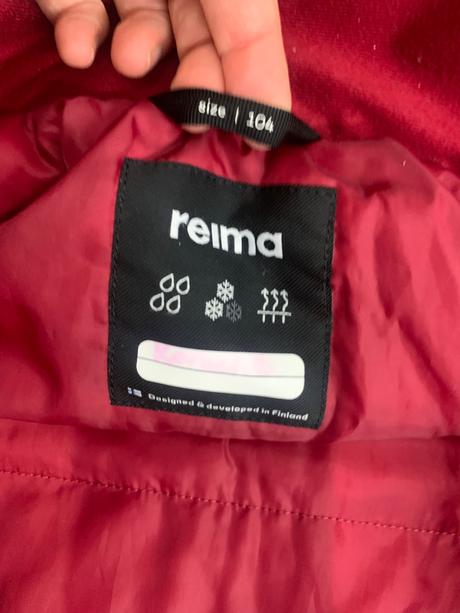 size | 104
reima
Designed & developed in Finland